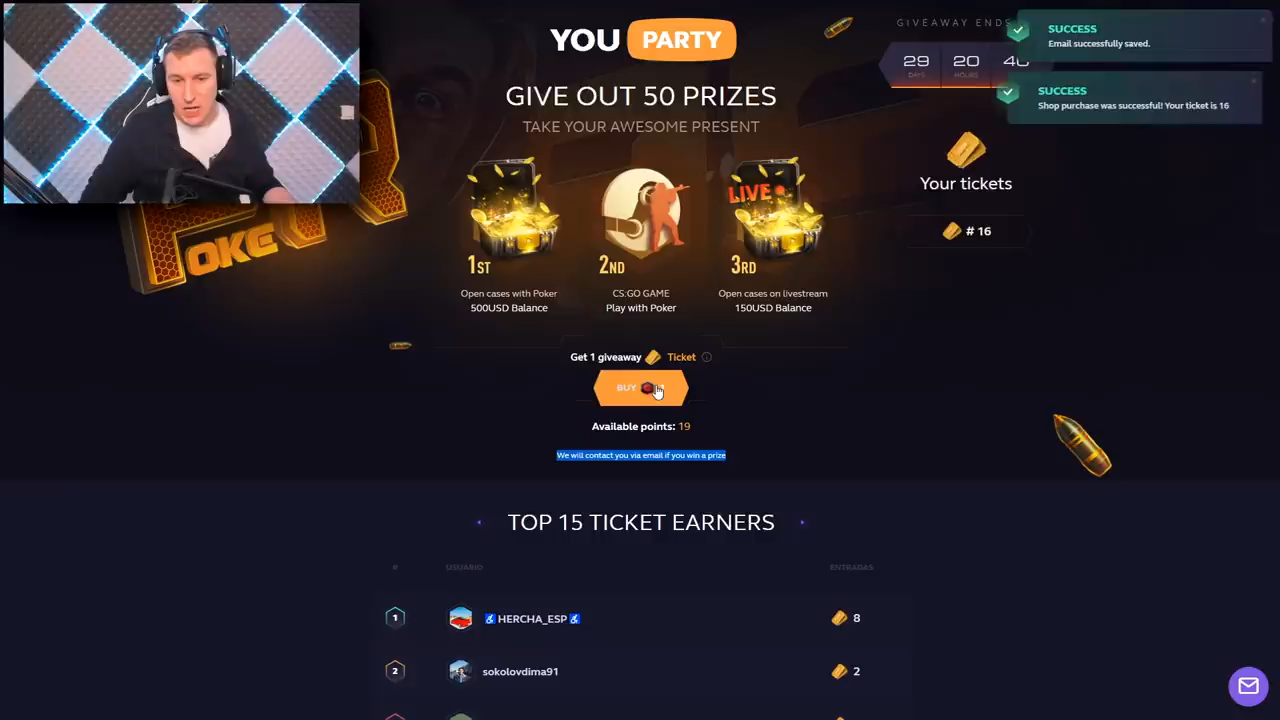 YOU PARTY
GIVEAWAY ENDS
SUCCESS
Email successfully saved.
29
DAYS
20
HOURS
SUCCESS
Shop purchase was successful! Your ticket is 16
GIVE OUT 50 PRIZES
TAKE YOUR AWESOME PRESENT
Your tickets
# 16
POKE
LIVE
1ST
2ND
3RD
Open cases with Poker
500USD Balance
CS:GO GAME
Play with Poker
Open cases on livestream
150USD Balance
Get 1 giveaway Ticket
BUY
Available points: 19
We will contact you via email if you win a prize
TOP 15 TICKET EARNERS
# USUARIO ENTRADAS
1 HERCHA_ESP 8
2 sokolovdima91 2